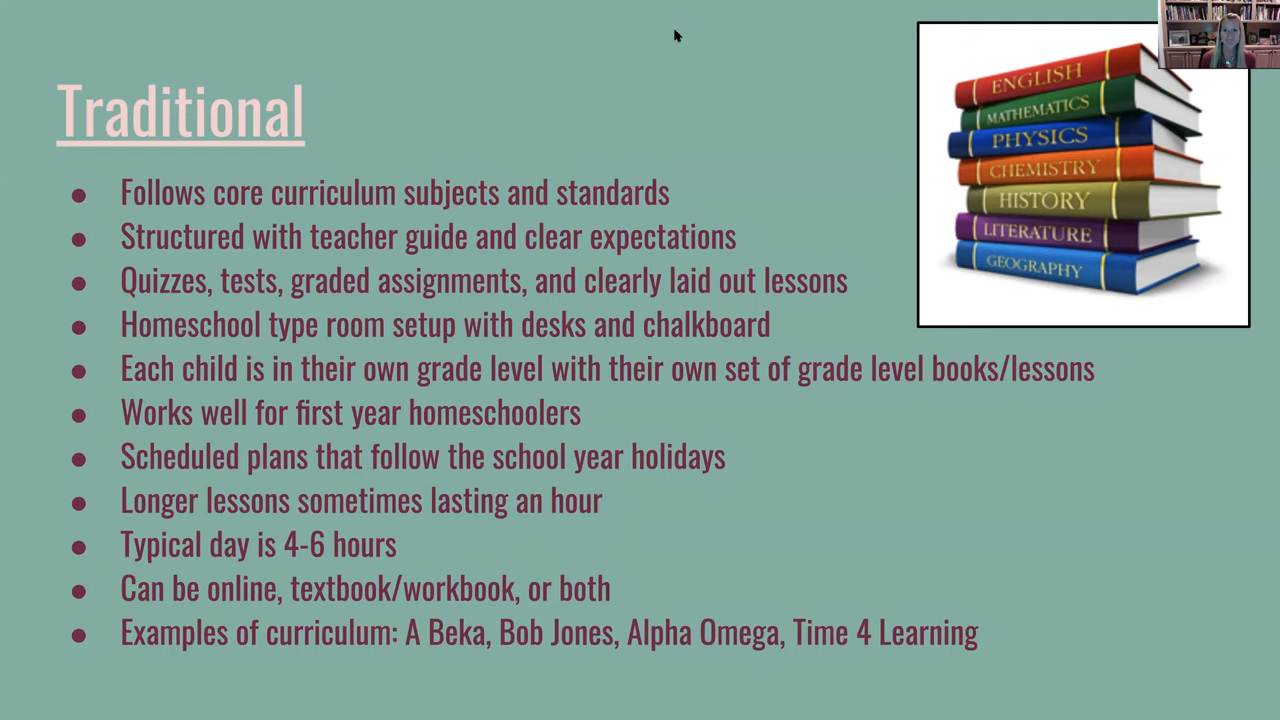 Traditional
● Follows core curriculum subjects and standards
● Structured with teacher guide and clear expectations
● Quizzes, tests, graded assignments, and clearly laid out lessons
● Homeschool type room setup with desks and chalkboard
● Each child is in their own grade level with their own set of grade level books/lessons
● Works well for first year homeschoolers
● Scheduled plans that follow the school year holidays
● Longer lessons sometimes lasting an hour
● Typical day is 4-6 hours
● Can be online, textbook/workbook, or both
● Examples of curriculum: A Beka, Bob Jones, Alpha Omega, Time 4 Learning
ENGLISH
MATHEMATICS
PHYSICS
CHEMISTRY
HISTORY
LITERATURE
GEOGRAPHY